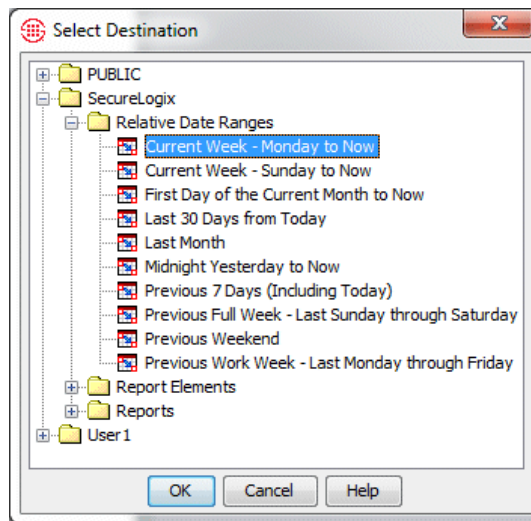 Select Destination
PUBLIC
SecureLogix
Relative Date Ranges
Current Week - Monday to Now
Current Week - Sunday to Now
First Day of the Current Month to Now
Last 30 Days from Today
Last Month
Midnight Yesterday to Now
Previous 7 Days (Including Today)
Previous Full Week - Last Sunday through Saturday
Previous Weekend
Previous Work Week - Last Monday through Friday
Report Elements
Reports
User1
OK Cancel Help